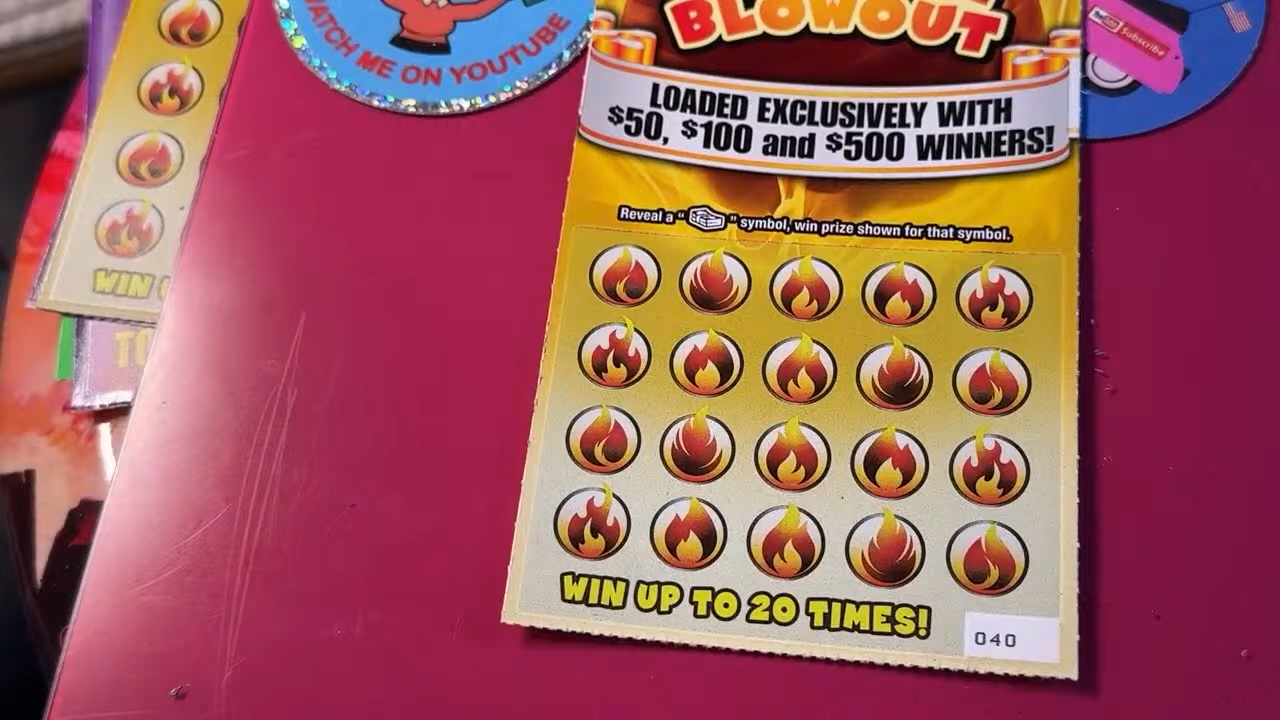 WATCH ME ON YOUTUBE
BLOWOUT
Subscribe
LOADED EXCLUSIVELY WITH
$50, $100 and $500 WINNERS!
Reveal a " " symbol, win prize shown for that symbol.
WIN
TO
WIN UP TO 20 TIMES!
040